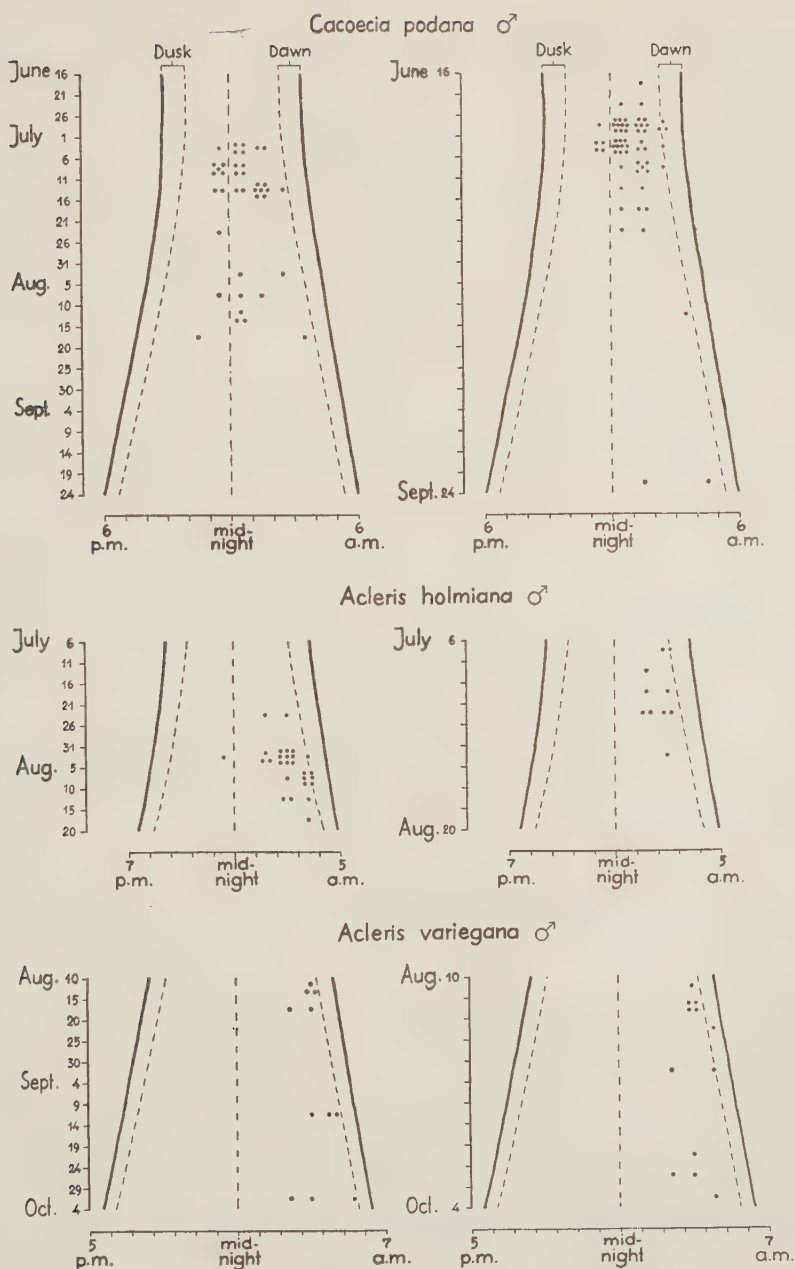 Cacoecia podana ♂
Dusk Dawn Dusk Dawn
June 16 June 16
21
26
July 1
6
11
16
21
26
31
Aug. 5
10
15
20
25
30
Sept. 4
9
14
19
24 Sept. 24
6 mid- 6 6 mid- 6
p.m. night a.m. p.m. night a.m.
Acleris holmiana ♂
July 6 July 6
11
16
21
26
31
Aug. 5
10
15
20 Aug. 20
7 mid- 5 7 mid- 5
p.m. night a.m. p.m. night a.m.
Acleris variegana ♂
Aug. 10 Aug. 10
15
20
25
30
Sept. 4
9
14
19
24
29
Oct. 4 Oct. 4
5 mid- 7 5 mid- 7
p.m. night a.m. p.m. night a.m.